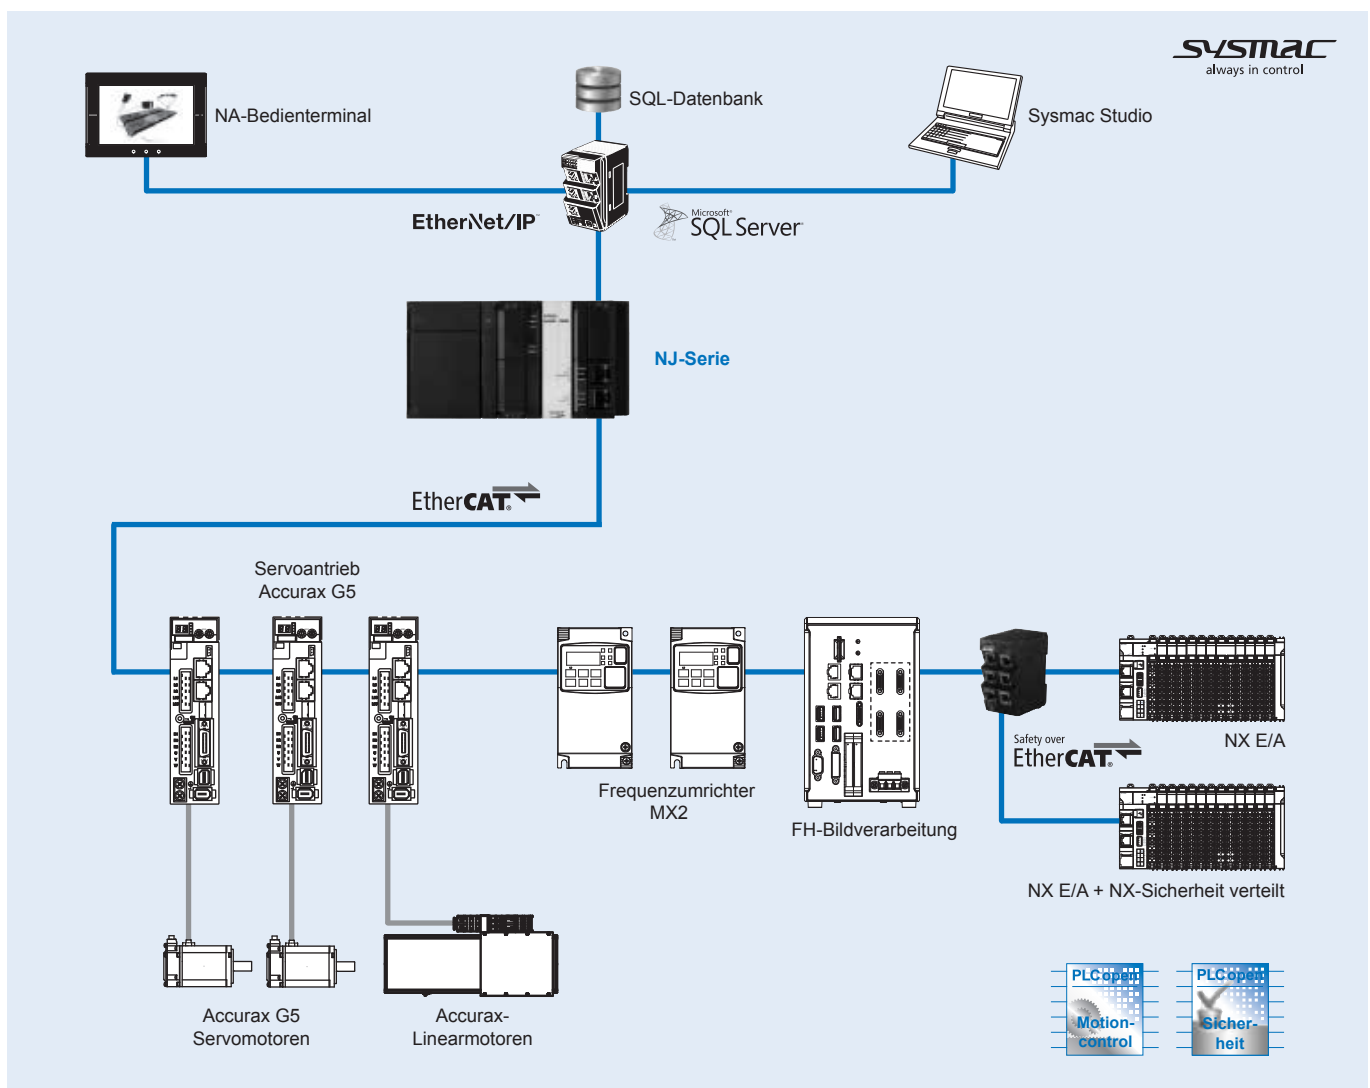 sysmac
always in control
NA-Bedienterminal
SQL-Datenbank
Sysmac Studio
EtherNet/IP™
Microsoft®
SQL Server™
NJ-Serie
EtherCAT®
Servoantrieb
Accurax G5
Frequenzumrichter
MX2
FH-Bildverarbeitung
Safety over
EtherCAT®
NX E/A
NX E/A + NX-Sicherheit verteilt
Accurax G5
Servomotoren
Accurax-
Linearmotoren
PLCopen
Motion-
control
PLCopen
Sicher-
heit